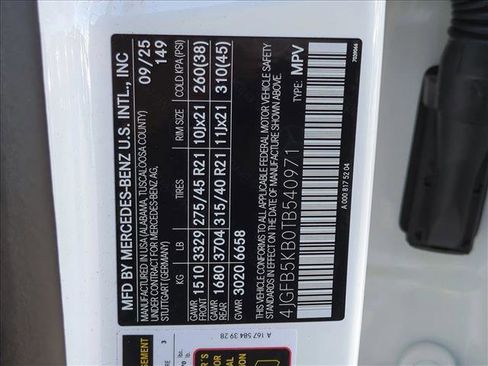 MFD BY MERCEDES-BENZ U.S. INTL., INC
09/25
MANUFACTURED IN USA (ALABAMA, TUSCALOOSA COUNTY)
149
UNDER LICENSE BY MERCEDES-BENZ AG,
STUTTGART (GERMANY)
KG LB TIRES RIM SIZE COLD KPA(PSI)
GAWR FRONT 1510 3329 275/45 R21 10Jx21 260(38)
GAWR REAR 1680 3704 315/40 R21 11Jx21 310(45)
GVWR 3020 6658
THIS VEHICLE CONFORMS TO ALL APPLICABLE FEDERAL MOTOR VEHICLE SAFETY
STANDARDS IN EFFECT ON THE DATE OF MANUFACTURE SHOWN ABOVE.
4JGFB5KB0TB540971 TYPE: MPV
A 000 817 52 04
7029066
A 167 584 39 28
3